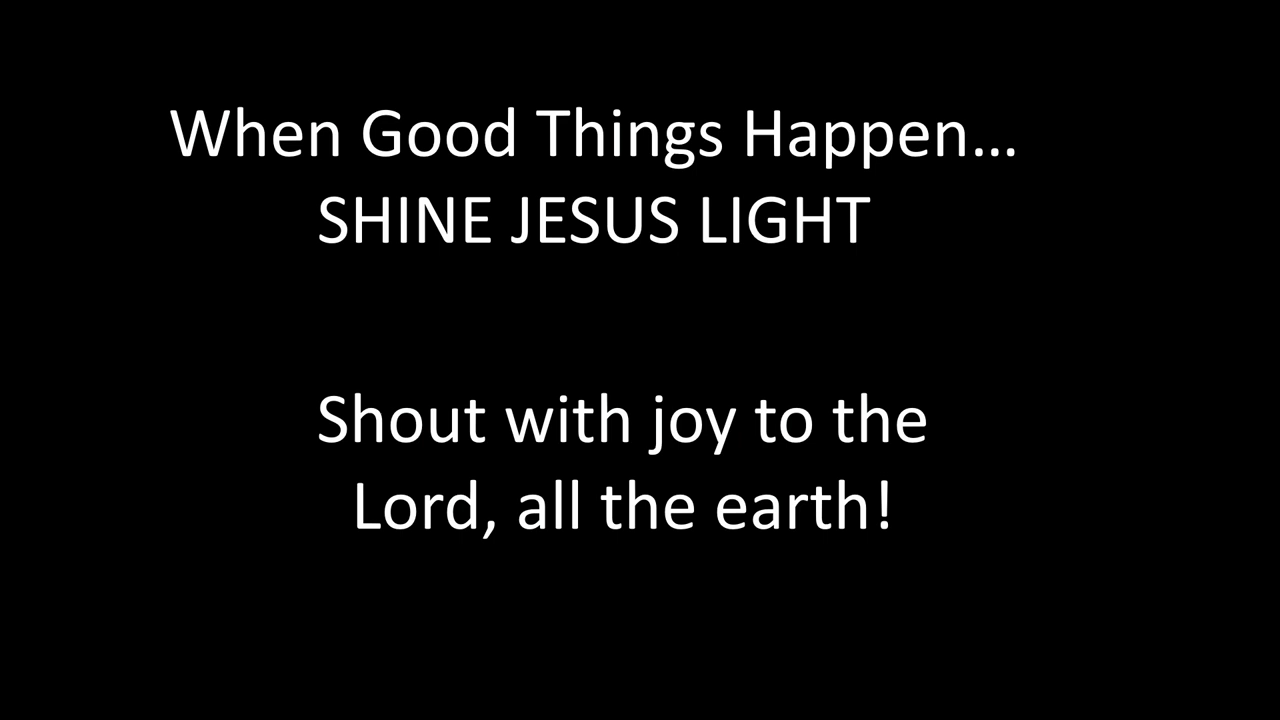 When Good Things Happen…
SHINE JESUS LIGHT
Shout with joy to the
Lord, all the earth!